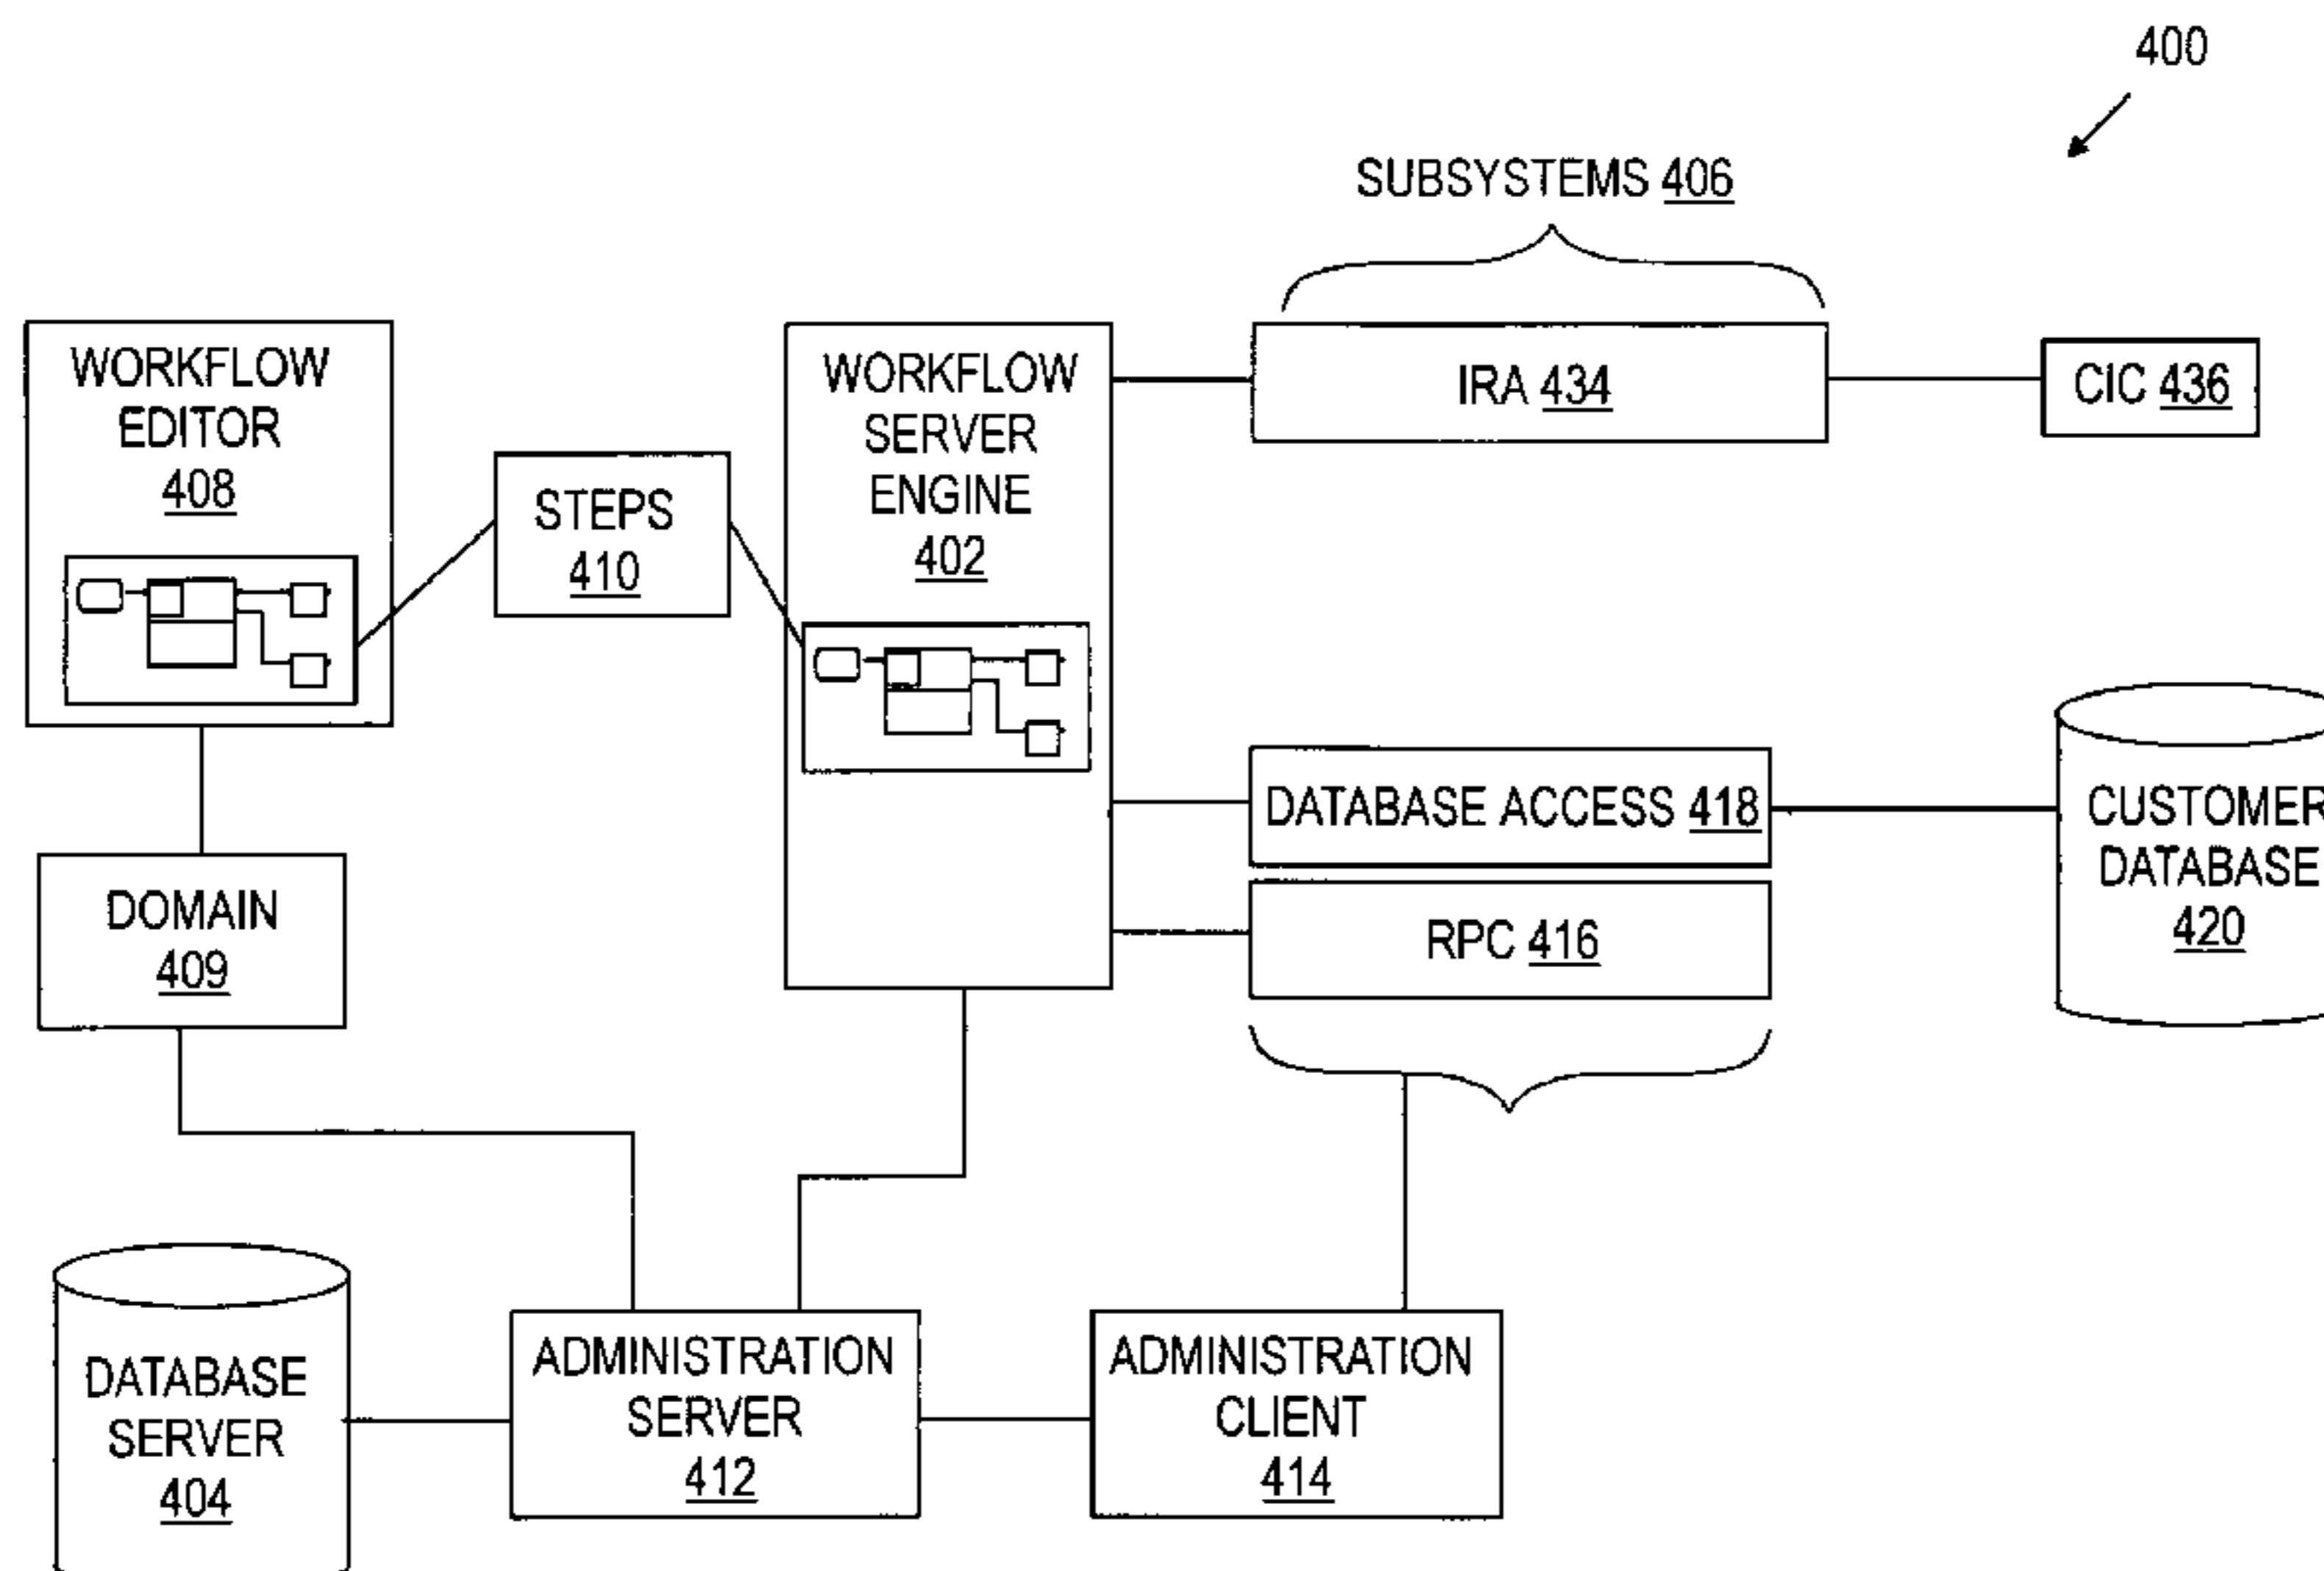 400
SUBSYSTEMS 406
WORKFLOW
EDITOR
408
STEPS
410
WORKFLOW
SERVER
ENGINE
402
IRA 434
CIC 436
DATABASE ACCESS 418
RPC 416
CUSTOMER
DATABASE
420
DOMAIN
409
DATABASE
SERVER
404
ADMINISTRATION
SERVER
412
ADMINISTRATION
CLIENT
414